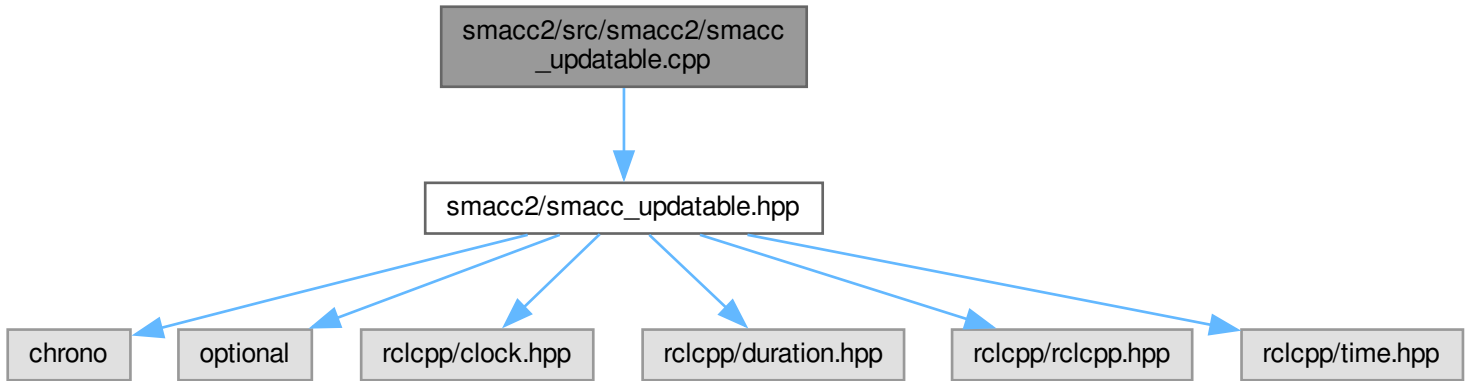 smacc2/src/smacc2/smacc
_updatable.cpp
smacc2/smacc_updatable.hpp
chrono
optional
rclcpp/clock.hpp
rclcpp/duration.hpp
rclcpp/rclcpp.hpp
rclcpp/time.hpp